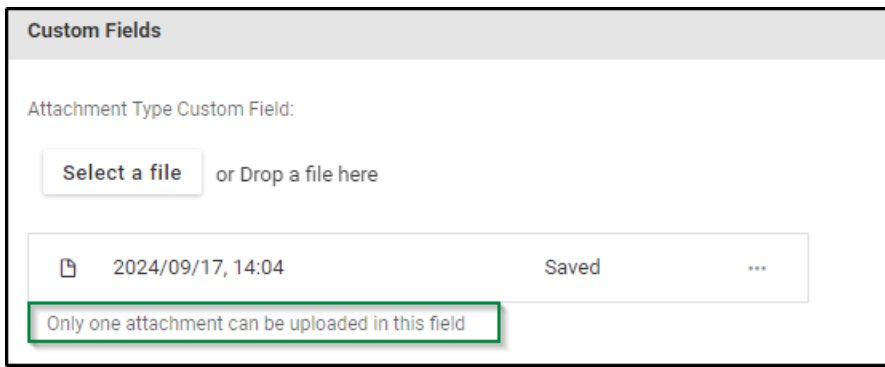 Custom Fields
Attachment Type Custom Field:
Select a file or Drop a file here
2024/09/17, 14:04 Saved ...
Only one attachment can be uploaded in this field